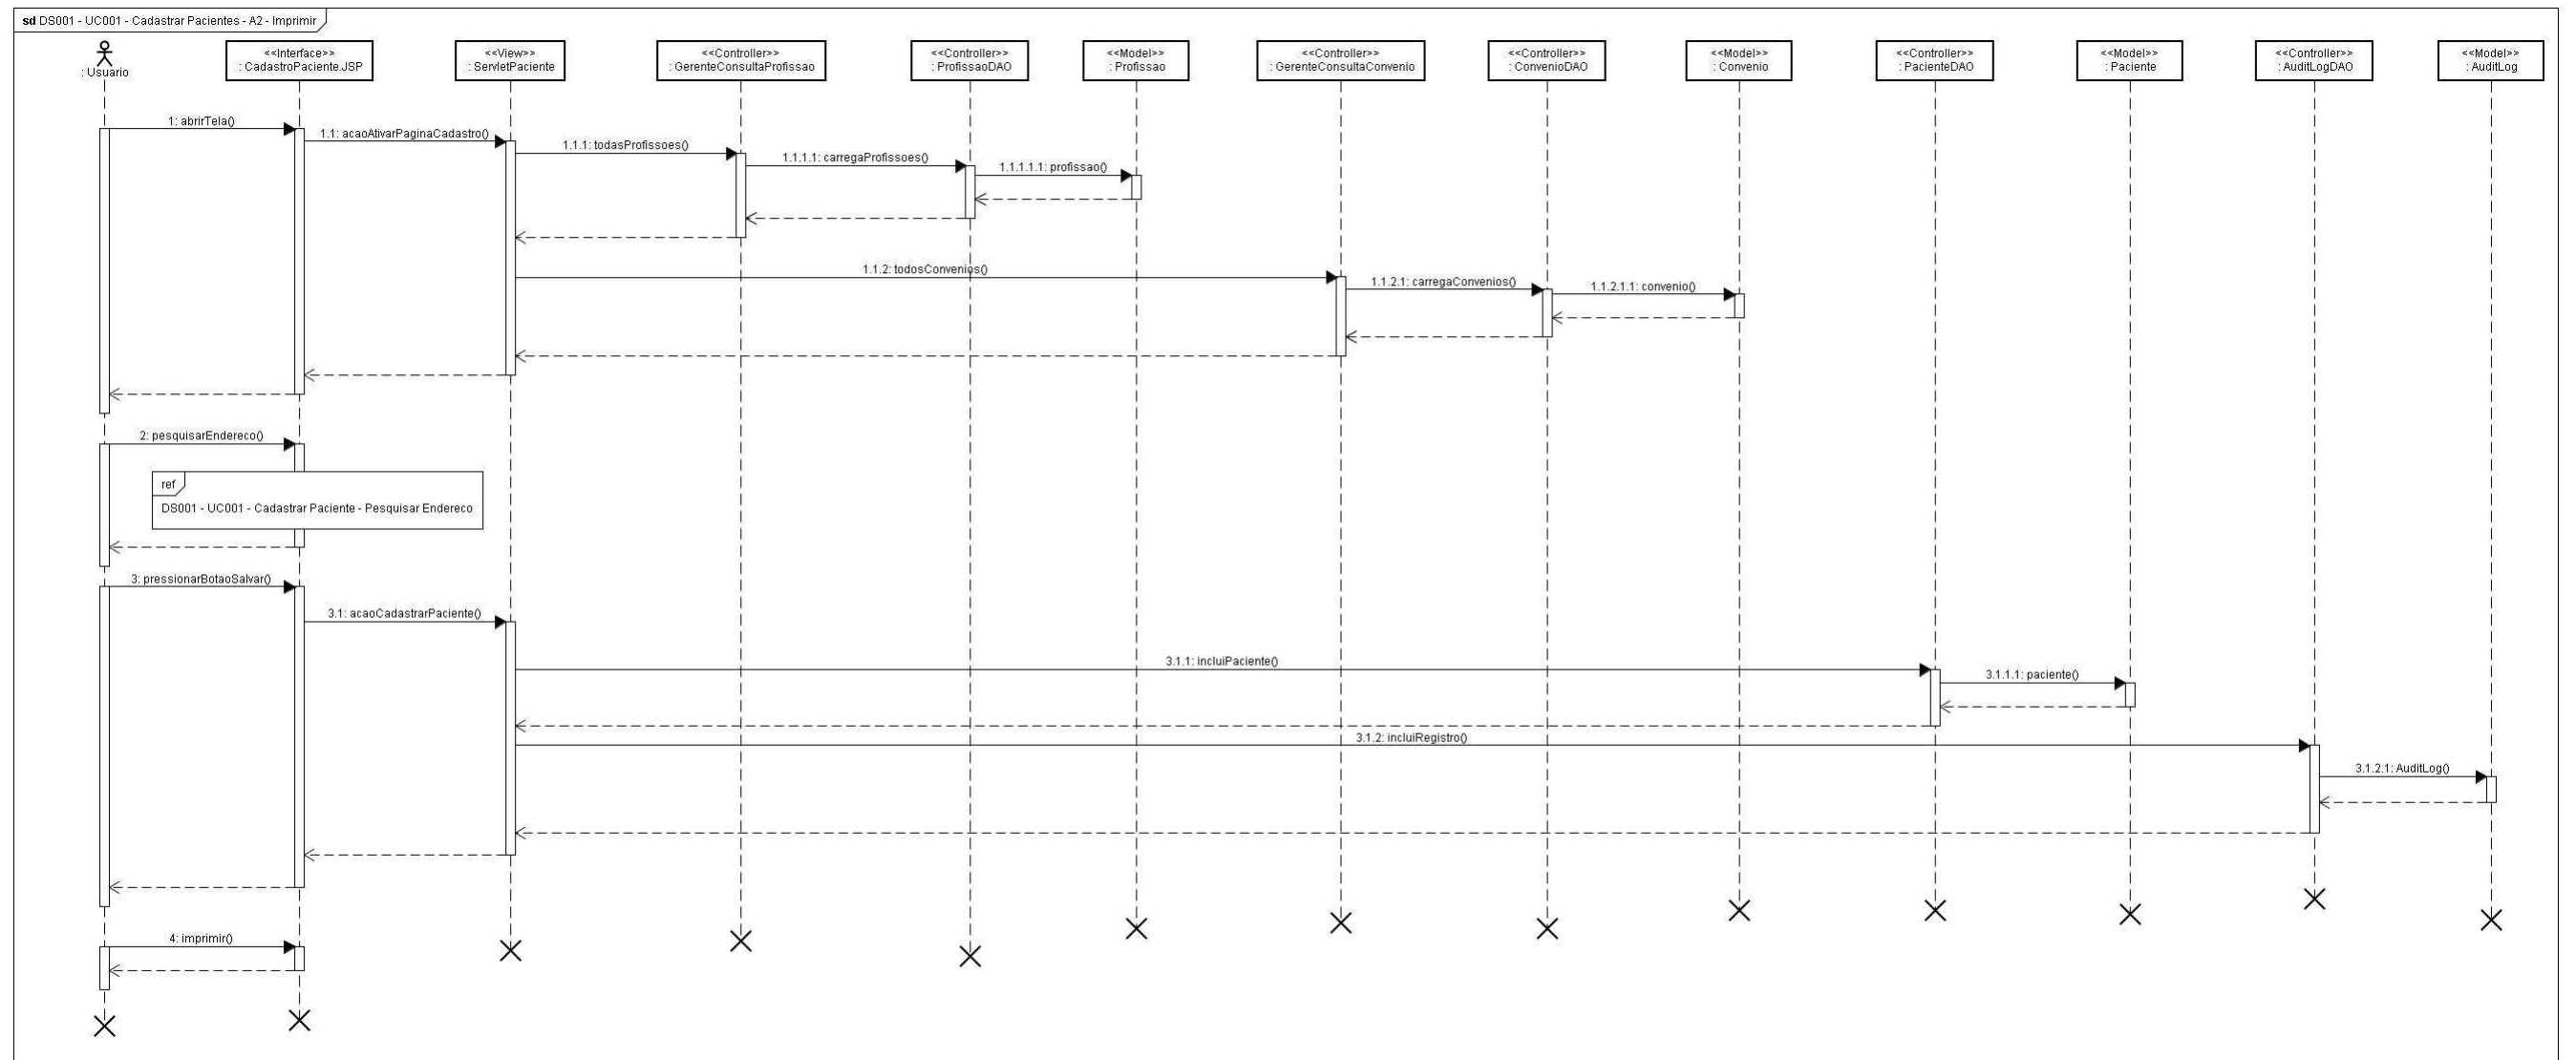 sd DS001 - UC001 - Cadastrar Pacientes - A2 - Imprimir
: Usuario
<<Interface>>
: CadastroPaciente.JSP
<<View>>
: ServletPaciente
<<Controller>>
: GerenteConsultaProfissao
<<Controller>>
: ProfissaoDAO
<<Model>>
: Profissao
<<Controller>>
: GerenteConsultaConvenio
<<Controller>>
: ConvenioDAO
<<Model>>
: Convenio
<<Controller>>
: PacienteDAO
<<Model>>
: Paciente
<<Controller>>
: AuditLogDAO
<<Model>>
: AuditLog
1: abrirTela()
1.1: acaoAtivarPaginaCadastro()
1.1.1: todasProfissoes()
1.1.1.1: carregaProfissoes()
1.1.1.1.1: profissao()
1.1.2: todosConvenios()
1.1.2.1: carregaConvenios()
1.1.2.1.1: convenio()
2: pesquisarEndereco()
ref
DS001 - UC001 - Cadastrar Paciente - Pesquisar Endereco
3: pressionarBotaoSalvar()
3.1: acaoCadastrarPaciente()
3.1.1: incluiPaciente()
3.1.1.1: paciente()
3.1.2: incluiRegistro()
3.1.2.1: AuditLog()
4: imprimir()